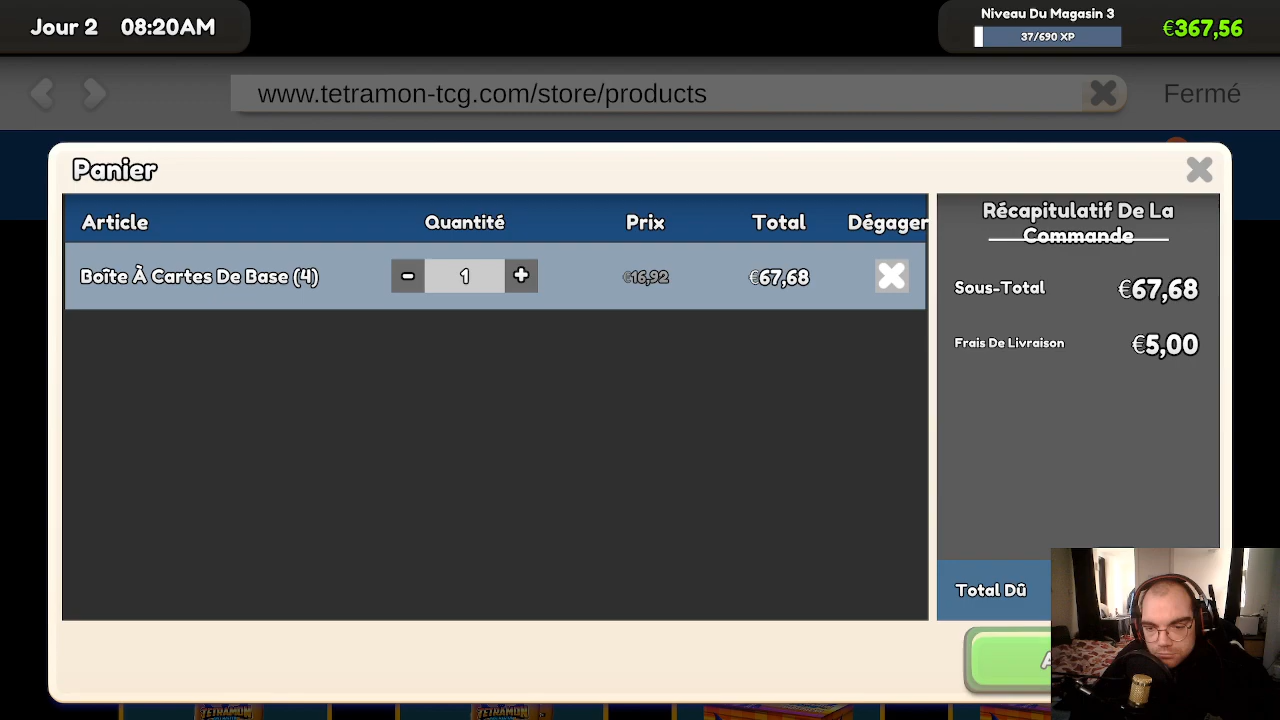 Jour 2 08:20AM
Niveau Du Magasin 3
37/690 XP
€367,56
www.tetramon-tcg.com/store/products
Fermé
Panier
Article Quantité Prix Total Dégager
Boîte À Cartes De Base (4) - 1 + €16,92 €67,68
Récapitulatif De La
Commande
Sous-Total €67,68
Frais De Livraison €5,00
Total Dû
TETRAMON TETRAMON